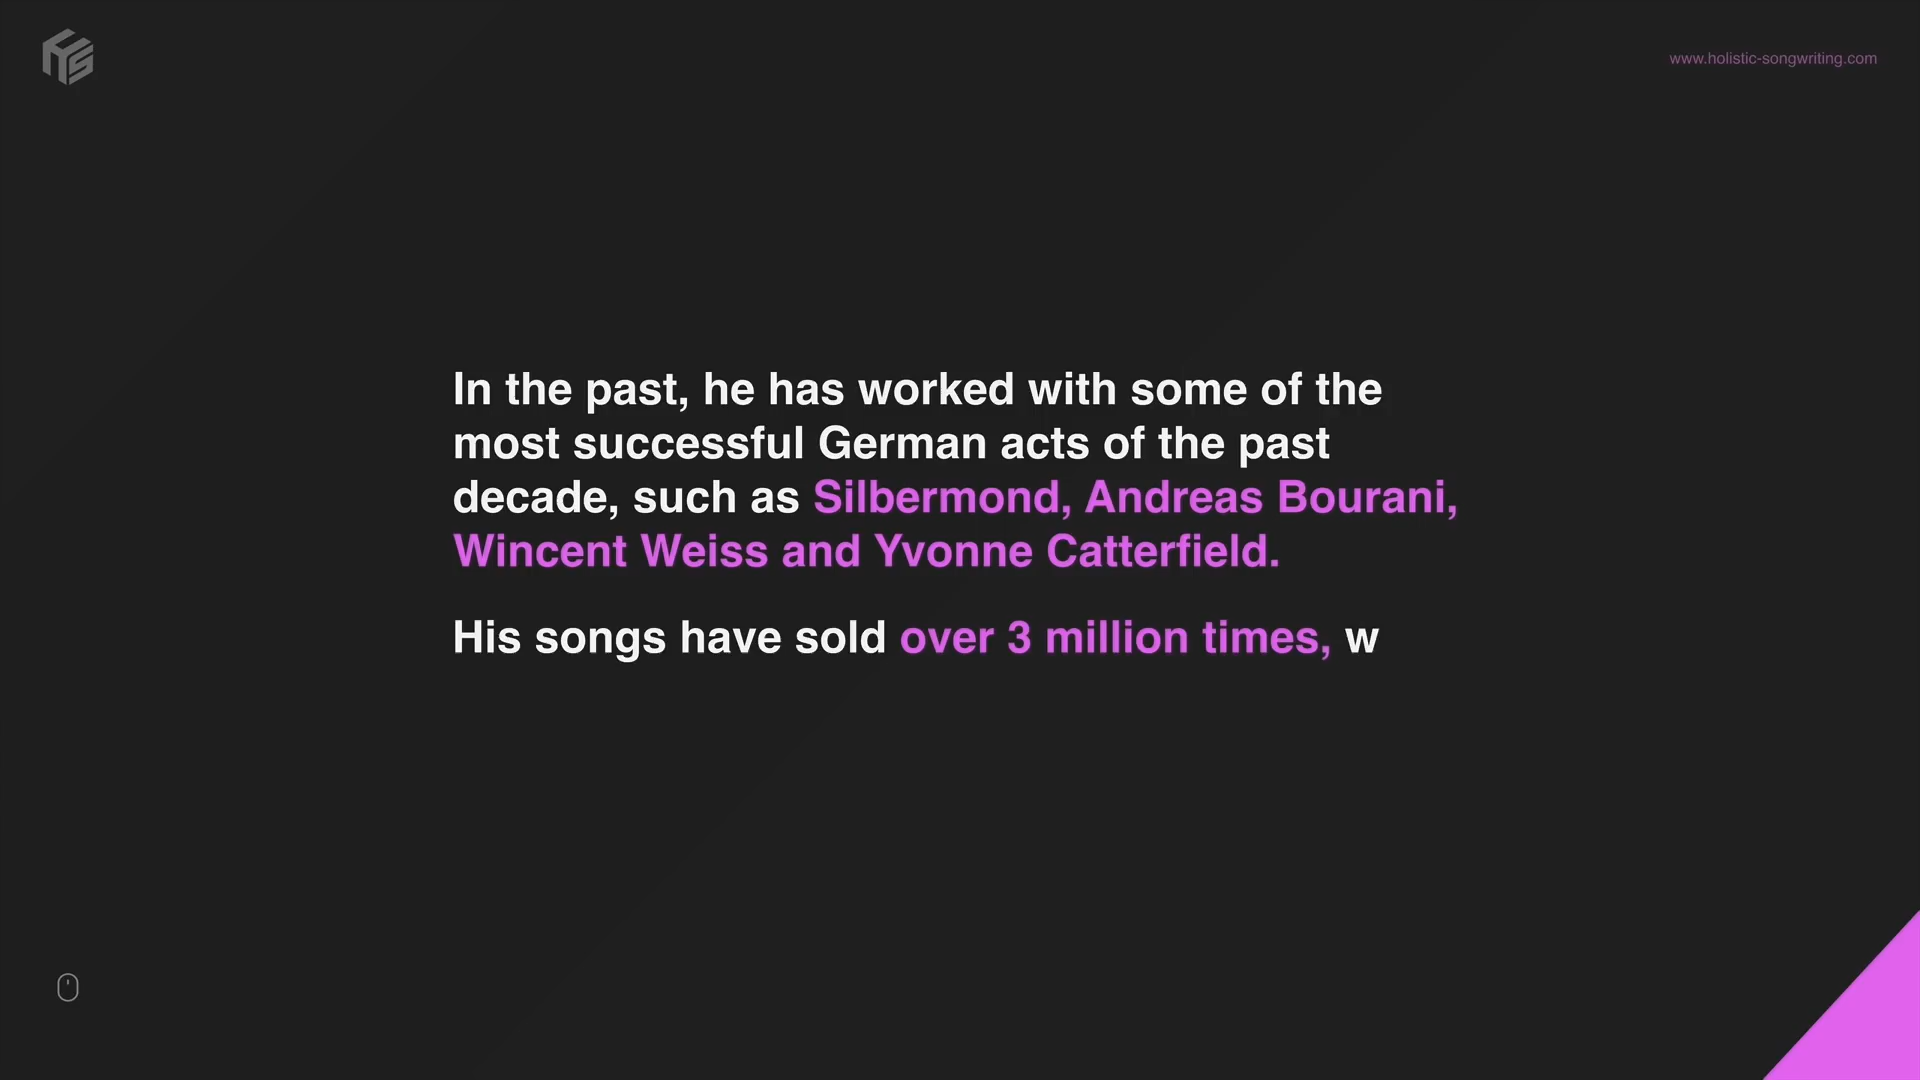 www.holistic-songwriting.com
In the past, he has worked with some of the
most successful German acts of the past
decade, such as Silbermond, Andreas Bourani,
Wincent Weiss and Yvonne Catterfield.
His songs have sold over 3 million times, w